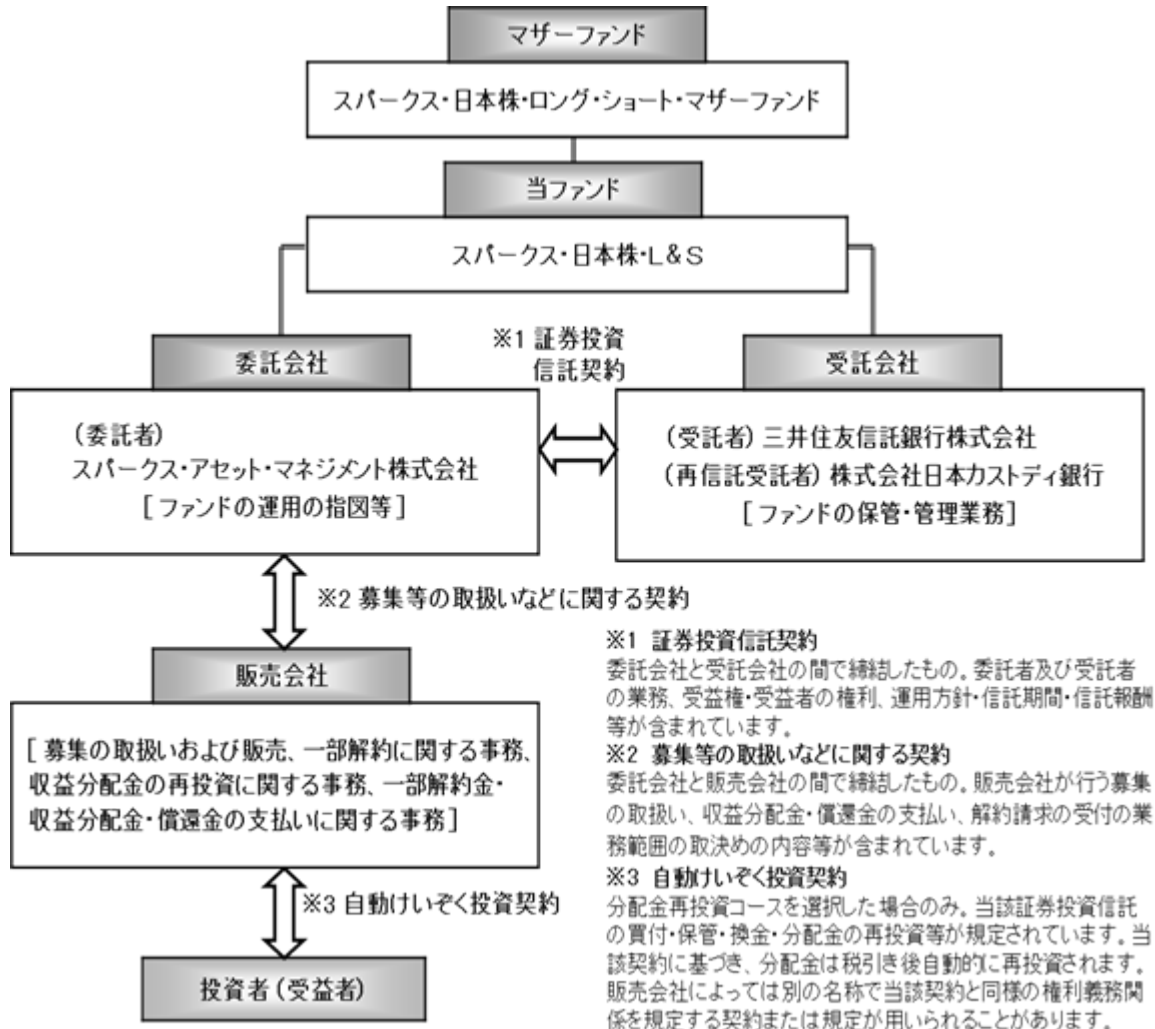 マザーファンド
スパークス・日本株・ロング・ショート・マザーファンド
当ファンド
スパークス・日本株・L&S
※1 証券投資
信託契約
委託会社
(委託者)
スパークス・アセット・マネジメント株式会社
[ファンドの運用の指図等]
受託会社
(受託者) 三井住友信託銀行株式会社
(再信託受託者) 株式会社日本カストディ銀行
[ファンドの保管・管理業務]
※2 募集等の取扱いなどに関する契約
販売会社
[募集の取扱いおよび販売、一部解約に関する事務、
収益分配金の再投資に関する事務、一部解約金・
収益分配金・償還金の支払いに関する事務]
※3 自動けいぞく投資契約
投資者(受益者)
※1 証券投資信託契約
委託会社と受託会社の間で締結したもの。委託者及び受託者
の業務、受益権・受益者の権利、運用方針・信託期間・信託報酬
等が含まれています。
※2 募集等の取扱いなどに関する契約
委託会社と販売会社の間で締結したもの。販売会社が行う募集
の取扱い、収益分配金・償還金の支払い、解約請求の受付の業
務範囲の取決めの内容等が含まれています。
※3 自動けいぞく投資契約
分配金再投資コースを選択した場合のみ。当該証券投資信託
の買付・保管・換金・分配金の再投資等が規定されています。当
該契約に基づき、分配金は税引き後自動的に再投資されます。
販売会社によっては別の名称で当該契約と同様の権利義務関
係を規定する契約または規定が用いられることがあります。